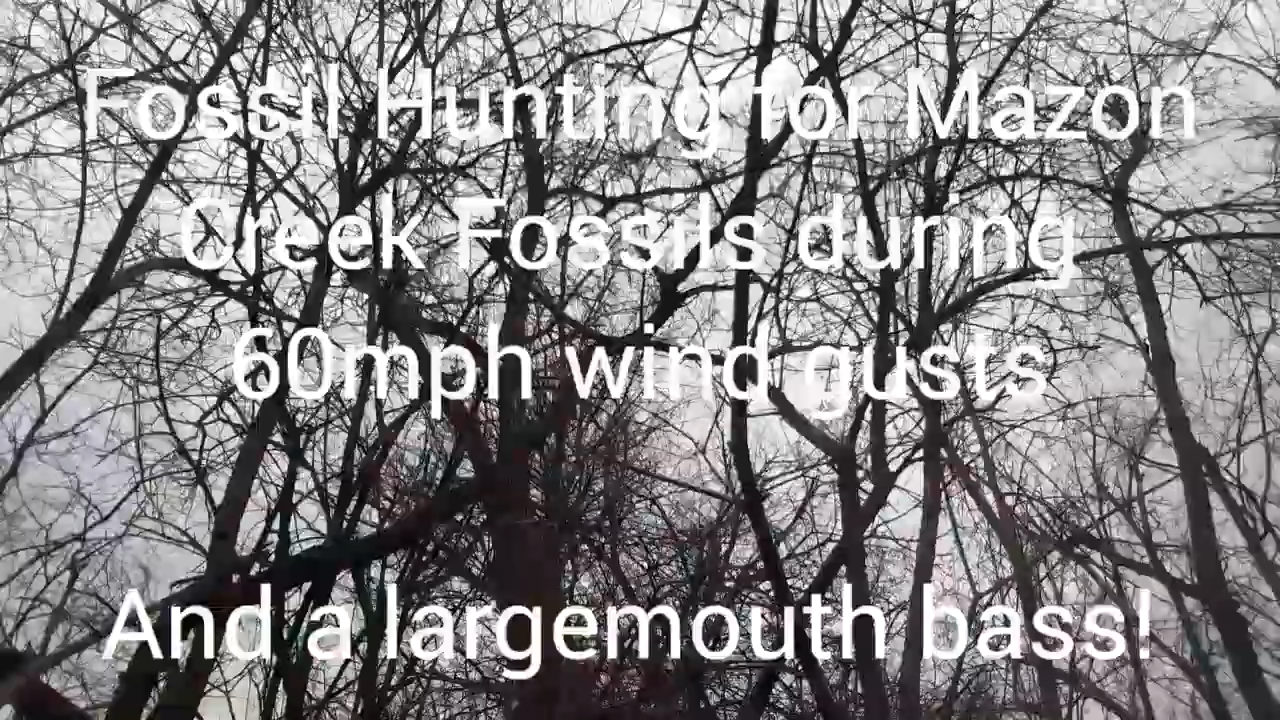 Fossil Hunting for Mazon
Creek Fossils during
60mph wind gusts
And a largemouth bass!